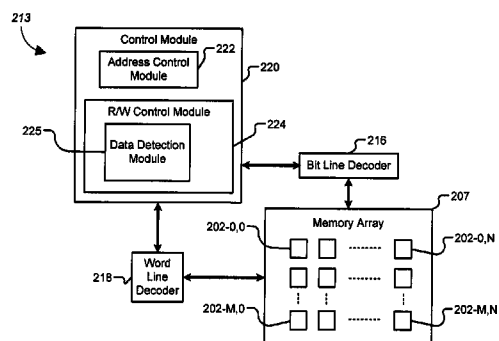 213
Control Module
Address Control
Module
222
220
R/W Control Module
225
Data Detection
Module
224
216
Bit Line Decoder
207
Memory Array
202-0,0
202-0,N
Word
Line
Decoder
218
202-M,0
202-M,N